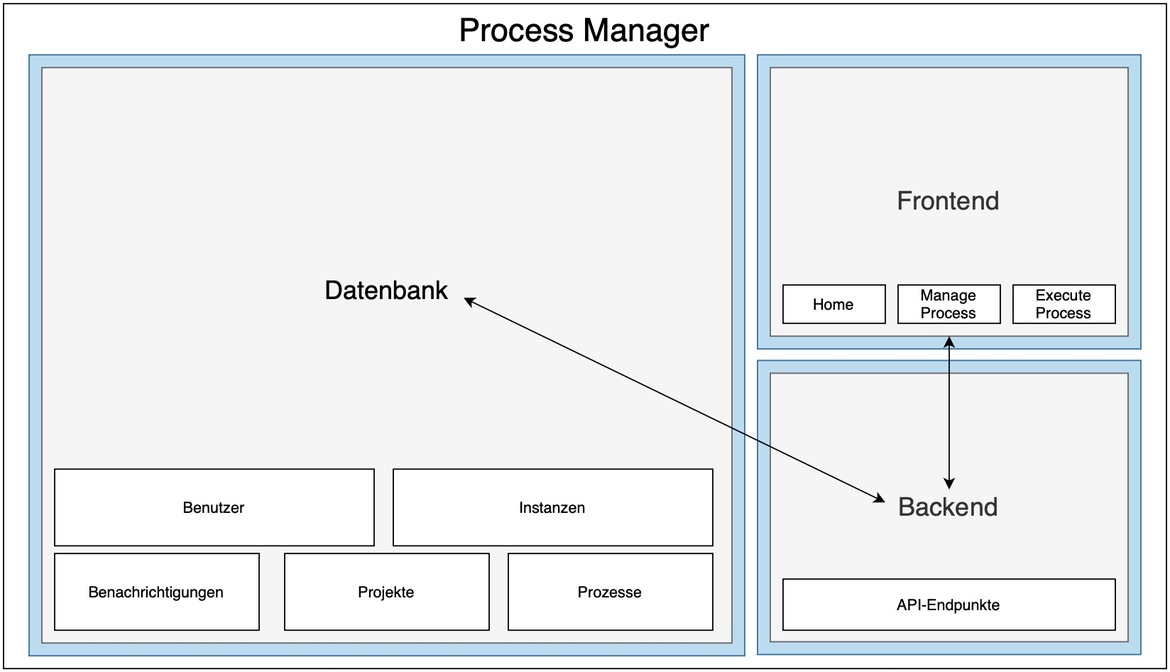 Process Manager
Datenbank
Benutzer
Instanzen
Benachrichtigungen
Projekte
Prozesse
Frontend
Home
Manage
Process
Execute
Process
Backend
API-Endpunkte